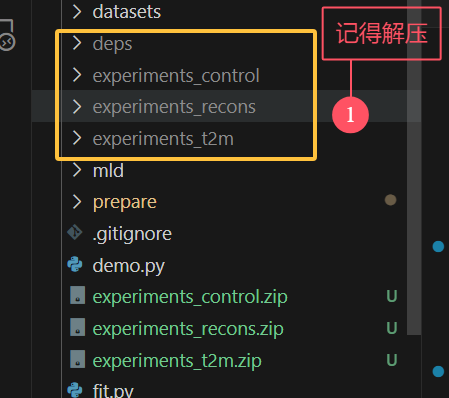 datasets
deps
experiments_control
experiments_recons
experiments_t2m
mld
prepare
.gitignore
demo.py
experiments_control.zip U
experiments_recons.zip U
experiments_t2m.zip U
fit.py
记得解压
1